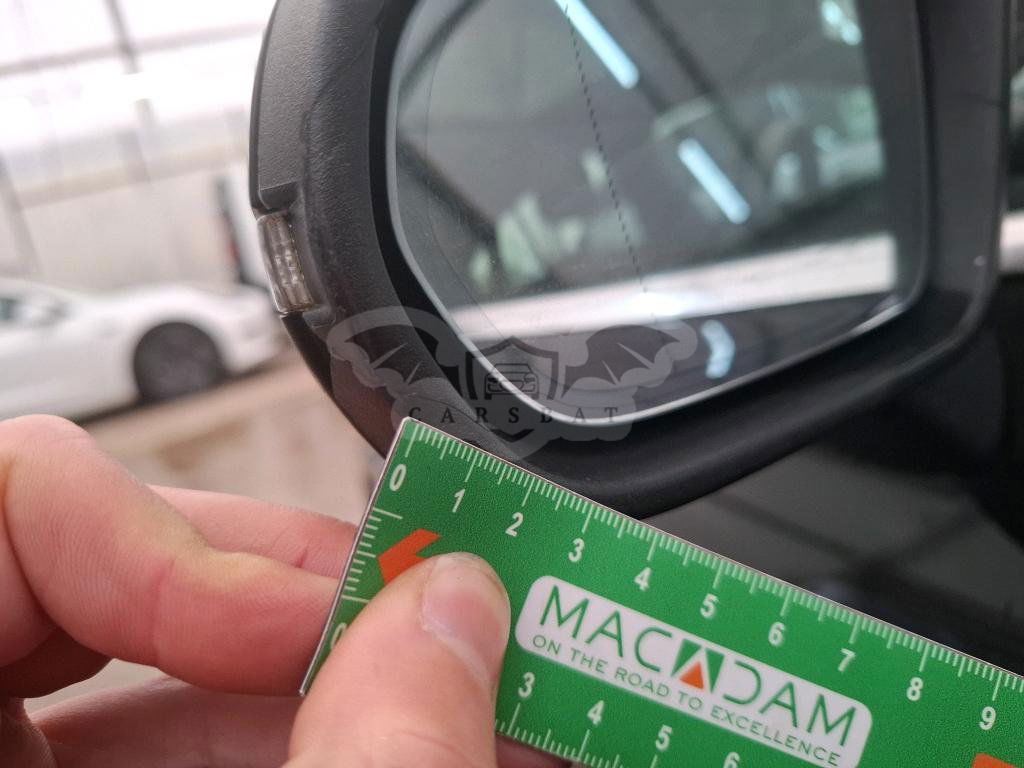 CARSBAT
0 1 2 3 4 5 6 7 8 9
MACADAM
ON THE ROAD TO EXCELLENCE
0
3 4 5 6